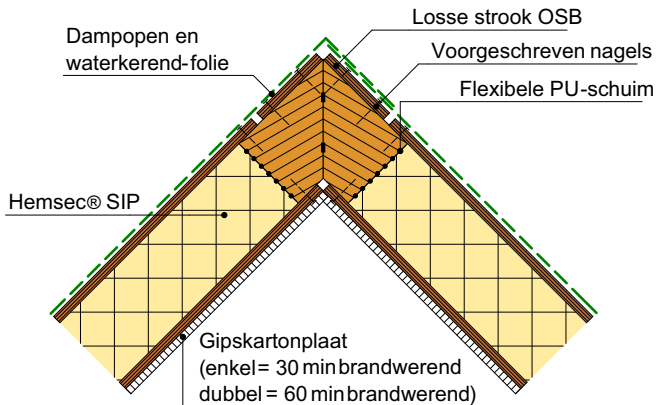 Losse strook OSB
Dampopen en
waterkerend-folie
Voorgeschreven nagels
Flexibele PU-schuim
Hemsec® SIP
Gipskartonplaat
(enkel = 30 min brandwerend
dubbel = 60 min brandwerend)